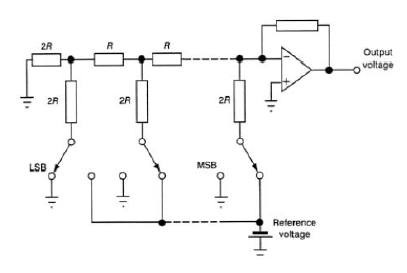 2R
R
R
Output
voltage
2R
2R
2R
LSB
MSB
Reference
voltage